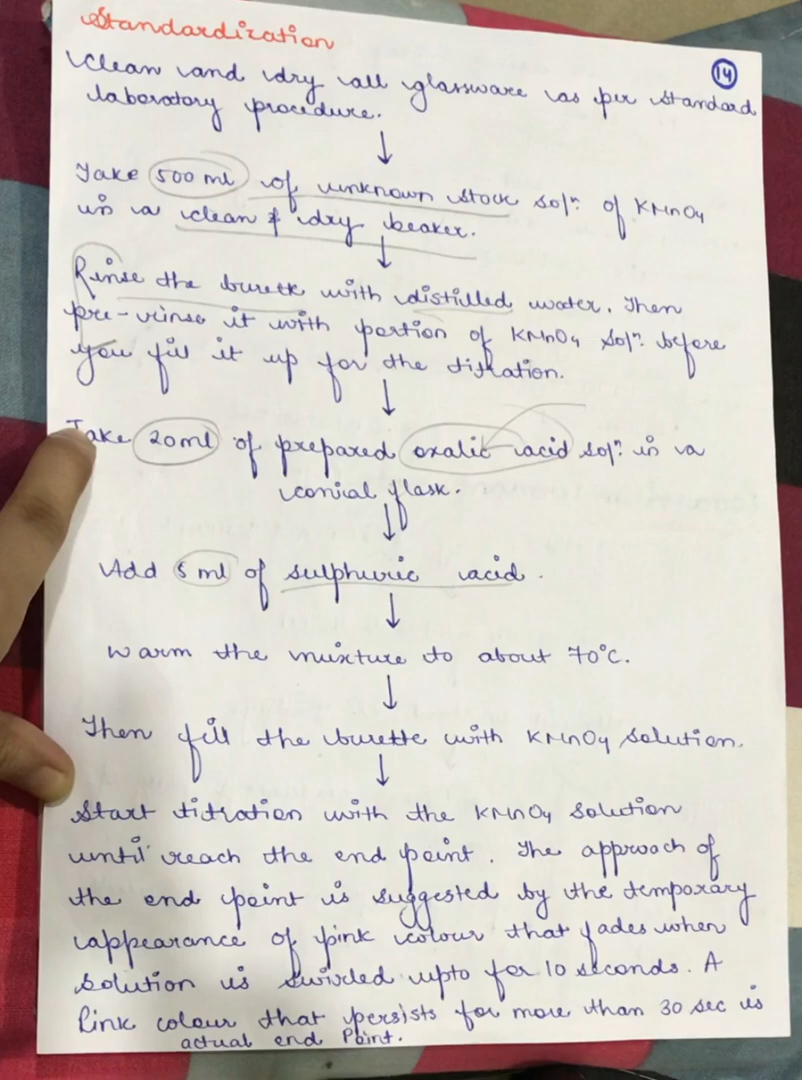 Standardization
14
Clean and dry all glassware as per standard
laboratory procedure.
↓
Take 500 ml of unknown stock solⁿ. of KMnO4
in a clean & dry beaker.
↓
Rinse the burette with distilled water. Then
pre-rinse it with portion of KMnO4 solⁿ. before
you fill it up for the titration.
↓
Take 20ml of prepared oxalic acid solⁿ. in a
conial flask.
↓
Add 5 ml of sulphuric acid.
↓
Warm the mixture to about 70°C.
↓
Then fill the burette with KMnO4 solution.
↓
Start titration with the KMnO4 solution
until reach the end point. The approach of
the end point is suggested by the temporary
appearance of pink colour that fades when
solution is swirled upto for 10 seconds. A
Pink colour that persists for more than 30 sec is
actual end Point.